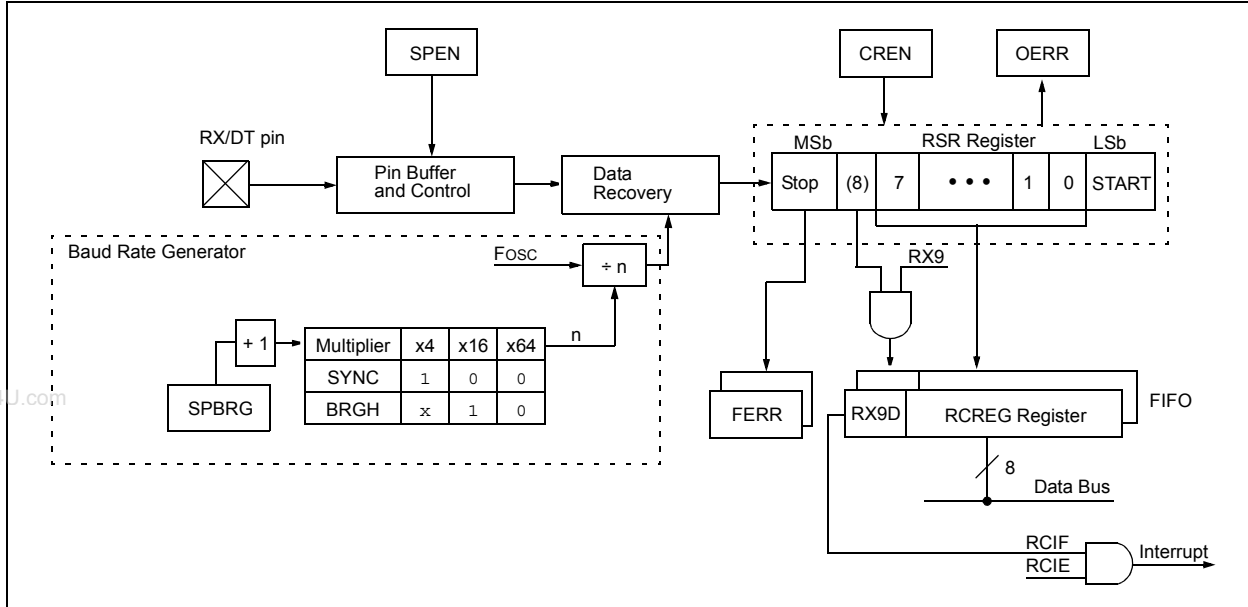 SPEN
CREN
OERR
RX/DT pin
MSb RSR Register LSb
Pin Buffer
and Control
Data
Recovery
Stop (8) 7 • • • 1 0 START
Baud Rate Generator
FOSC
÷ n
RX9
n
+ 1
Multiplier x4 x16 x64
SYNC 1 0 0
BRGH x 1 0
SPBRG
4U.com
FERR
RX9D RCREG Register
FIFO
8
Data Bus
RCIF
RCIE
Interrupt